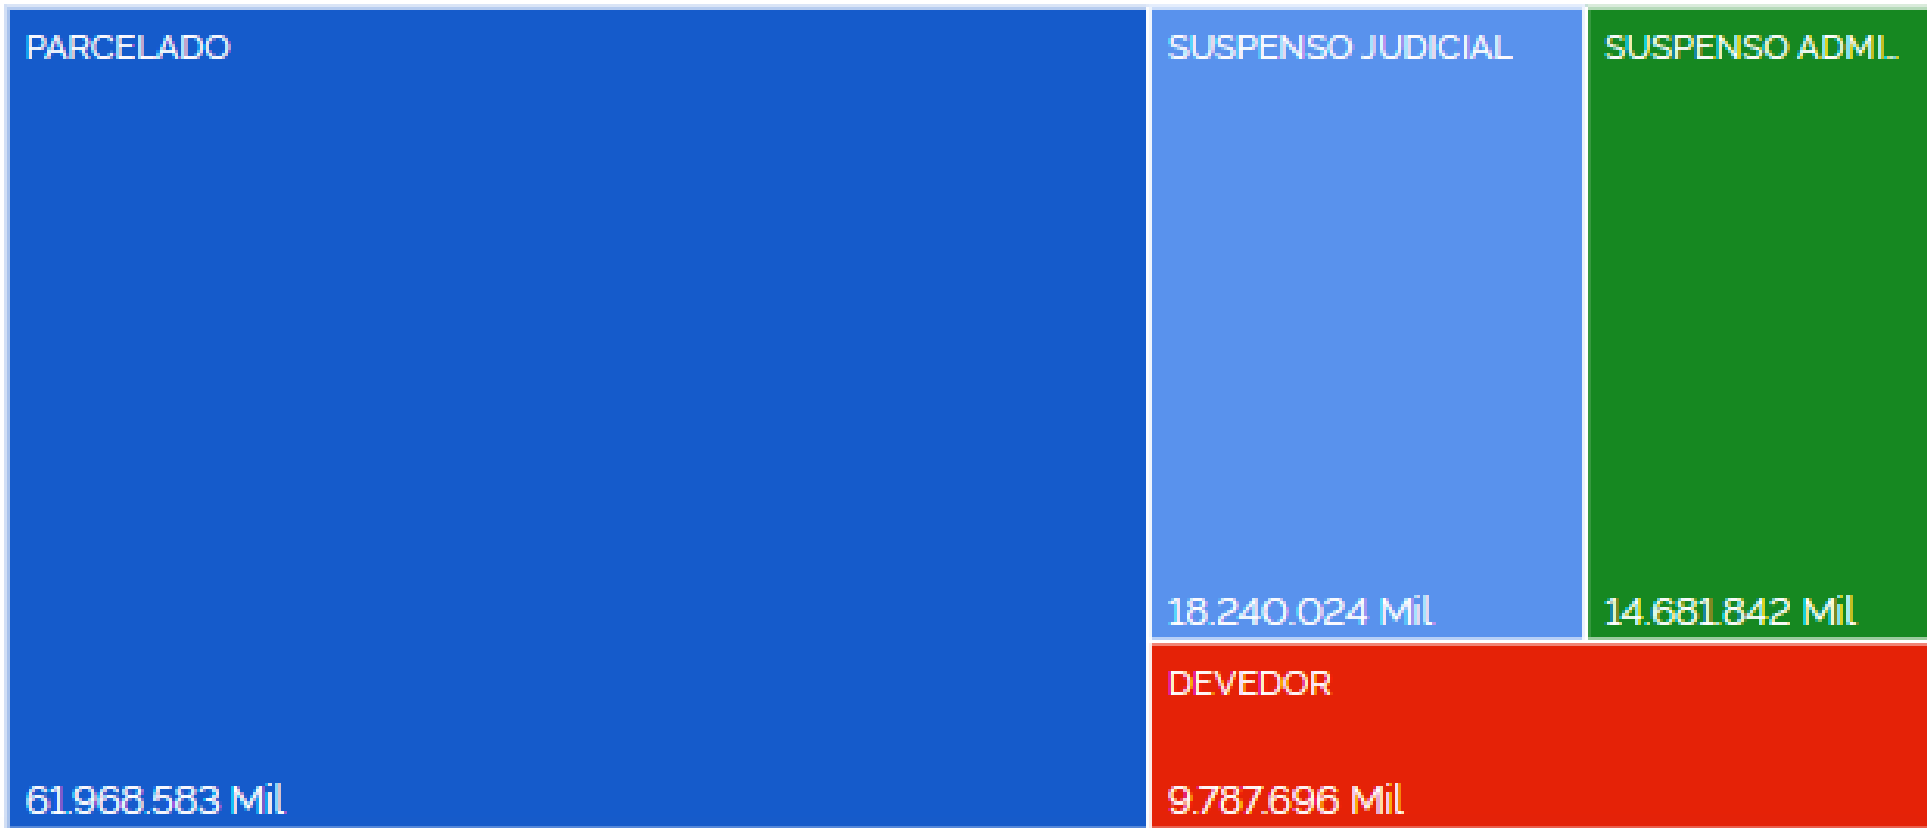 PARCELADO
61.968.583 Mil
SUSPENSO JUDICIAL
18.240.024 Mil
SUSPENSO ADMI...
14.681.842 Mil
DEVEDOR
9.787.696 Mil